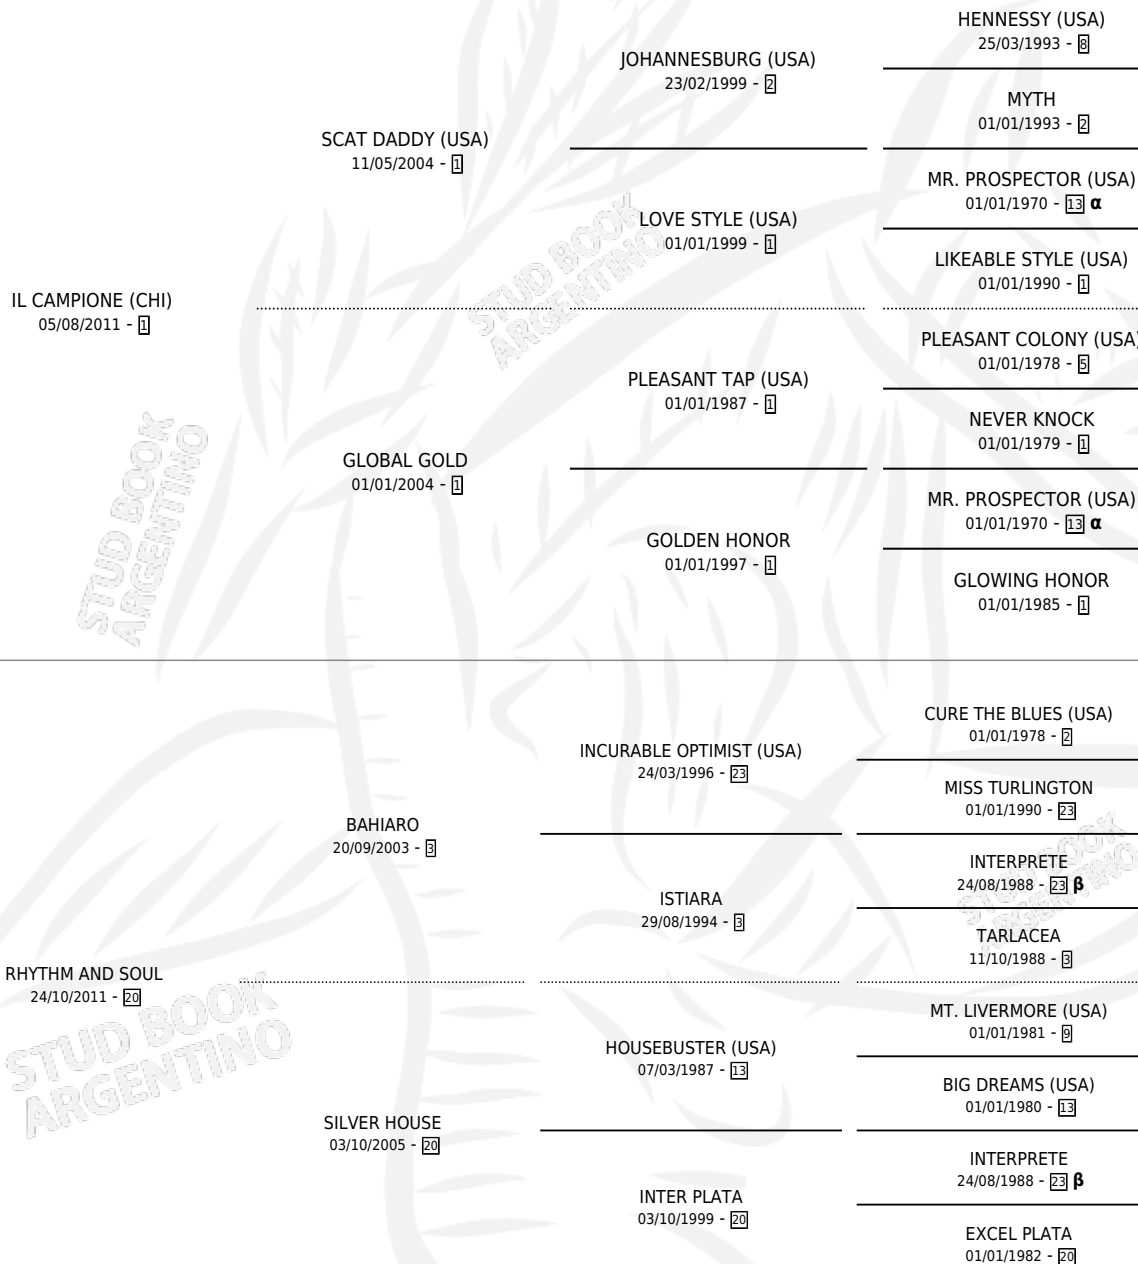 HENNESSY (USA)
25/03/1993 - 8
JOHANNESBURG (USA)
23/02/1999 - 2
MYTH
01/01/1993 - 2
SCAT DADDY (USA)
11/05/2004 - 1
MR. PROSPECTOR (USA)
01/01/1970 - 13 α
LOVE STYLE (USA)
01/01/1999 - 1
LIKEABLE STYLE (USA)
01/01/1990 - 1
IL CAMPIONE (CHI)
05/08/2011 - 1
PLEASANT COLONY (USA)
01/01/1978 - 5
PLEASANT TAP (USA)
01/01/1987 - 1
NEVER KNOCK
01/01/1979 - 1
GLOBAL GOLD
01/01/2004 - 1
MR. PROSPECTOR (USA)
01/01/1970 - 13 α
GOLDEN HONOR
01/01/1997 - 1
GLOWING HONOR
01/01/1985 - 1
CURE THE BLUES (USA)
01/01/1978 - 2
INCURABLE OPTIMIST (USA)
24/03/1996 - 23
MISS TURLINGTON
01/01/1990 - 23
BAHIARO
20/09/2003 - 3
INTERPRETE
24/08/1988 - 23 β
ISTIARA
29/08/1994 - 3
TARLACEA
11/10/1988 - 3
RHYTHM AND SOUL
24/10/2011 - 20
MT. LIVERMORE (USA)
01/01/1981 - 9
HOUSEBUSTER (USA)
07/03/1987 - 13
BIG DREAMS (USA)
01/01/1980 - 13
SILVER HOUSE
03/10/2005 - 20
INTERPRETE
24/08/1988 - 23 β
INTER PLATA
03/10/1999 - 20
EXCEL PLATA
01/01/1982 - 20
STUD BOOK
ARGENTINO
STUD BOOK
ARGENTINO
STUD BOOK
ARGENTINO
STUD BOOK
ARGENTINO